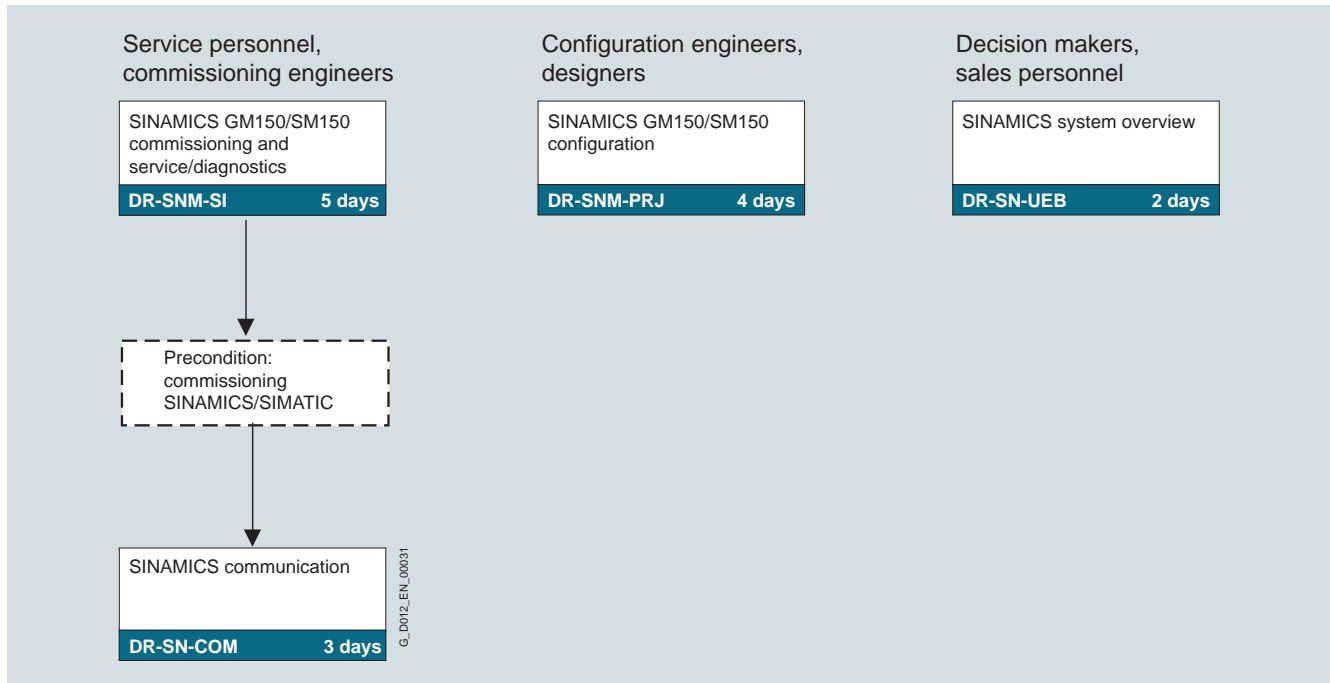 Service personnel,
commissioning engineers
SINAMICS GM150/SM150
commissioning and
service/diagnostics
DR-SNM-SI 5 days
Precondition:
commissioning
SINAMICS/SIMATIC
SINAMICS communication
DR-SN-COM 3 days
G_D012_EN_00031
Configuration engineers,
designers
SINAMICS GM150/SM150
configuration
DR-SNM-PRJ 4 days
Decision makers,
sales personnel
SINAMICS system overview
DR-SN-UEB 2 days